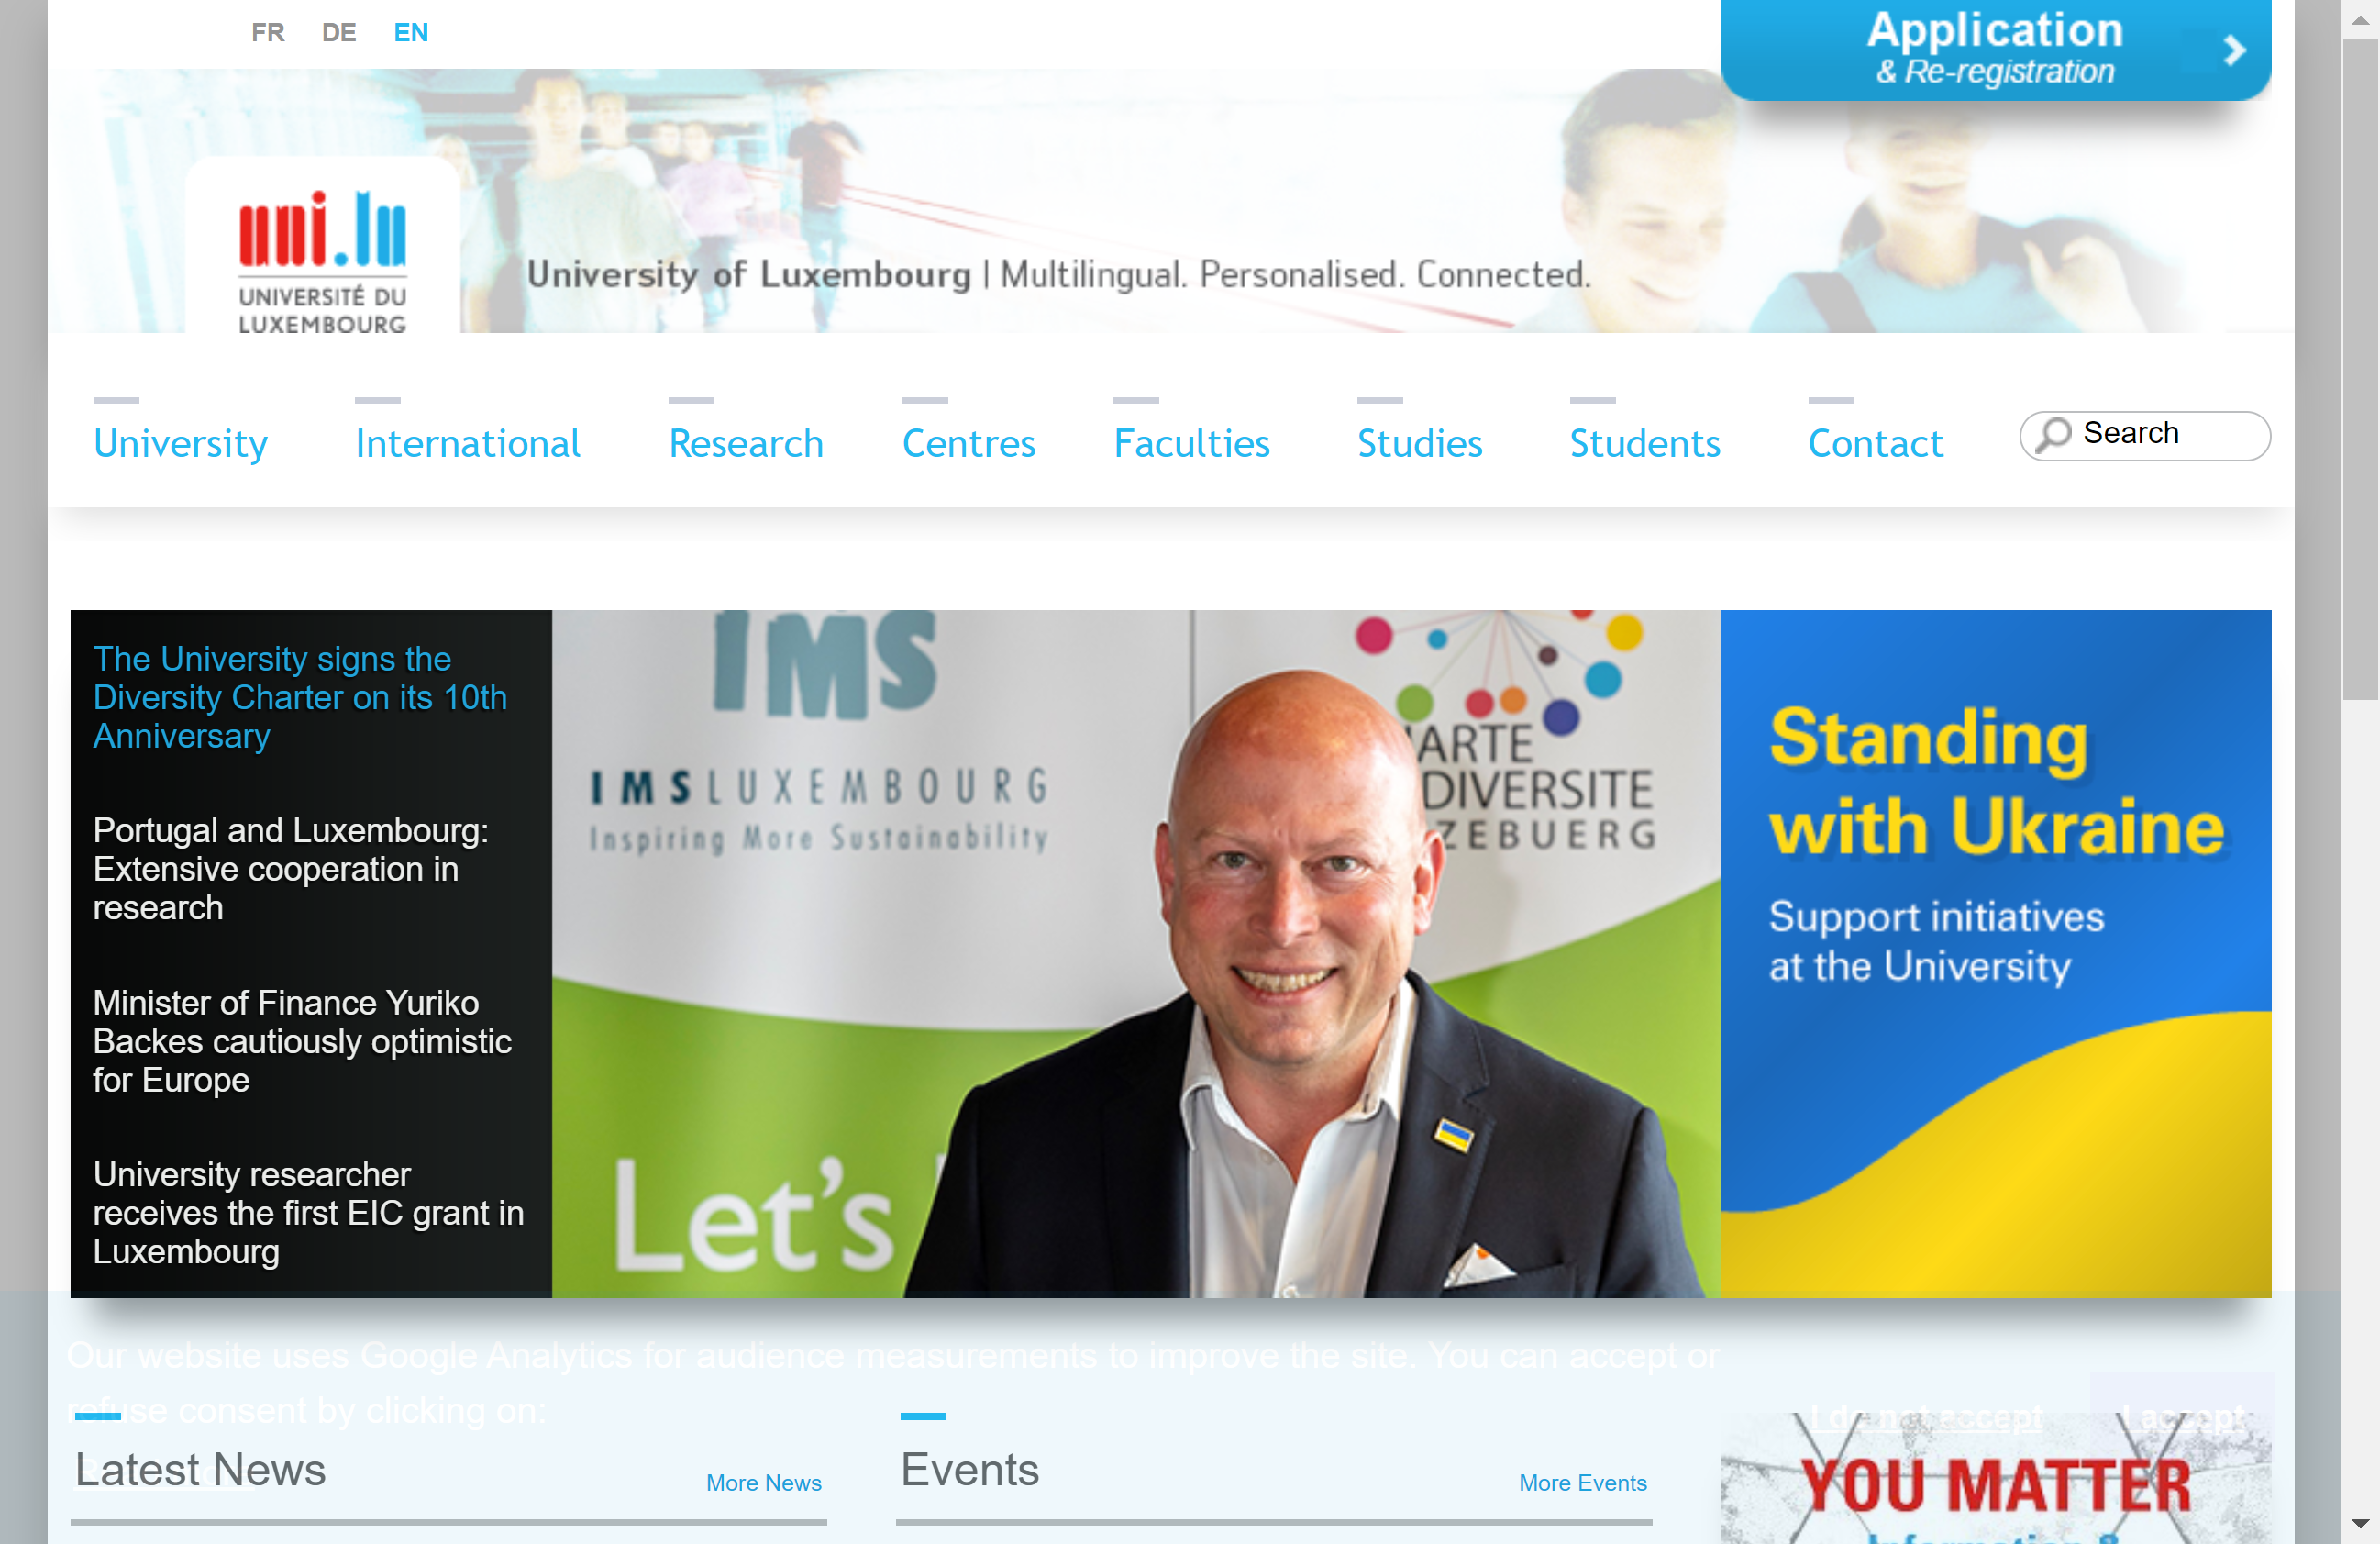 FR DE EN
Application
& Re-registration
uni.lu
UNIVERSITÉ DU
LUXEMBOURG
University of Luxembourg | Multilingual. Personalised. Connected.
University International Research Centres Faculties Studies Students Contact Search
The University signs the
Diversity Charter on its 10th
Anniversary
Portugal and Luxembourg:
Extensive cooperation in
research
Minister of Finance Yuriko
Backes cautiously optimistic
for Europe
University researcher
receives the first EIC grant in
Luxembourg
IMS
IMS LUXEMBOURG
Inspiring More Sustainability
ARTE
DIVERSITE
ZEBUERG
Let's
Standing
with Ukraine
Support initiatives
at the University
Our website uses Google Analytics for audience measurements to improve the site. You can accept or
refuse consent by clicking on:
I do not accept
I accept
Latest News
More News
Events
More Events
YOU MATTER
Information &